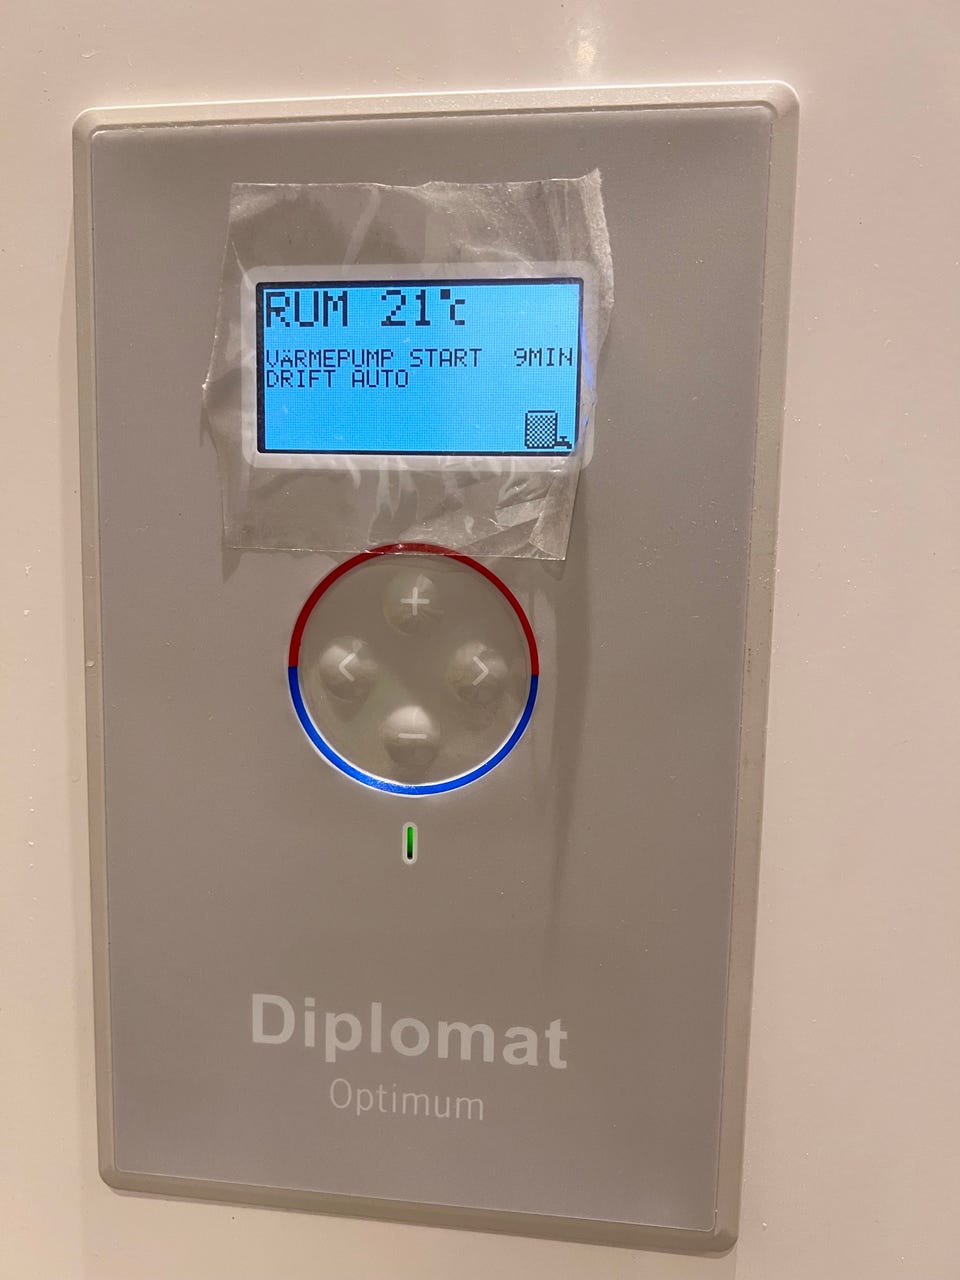 RUM 21°C
VÄRMEPUMP START 9MIN
DRIFT AUTO
+
< >
−
Diplomat
Optimum